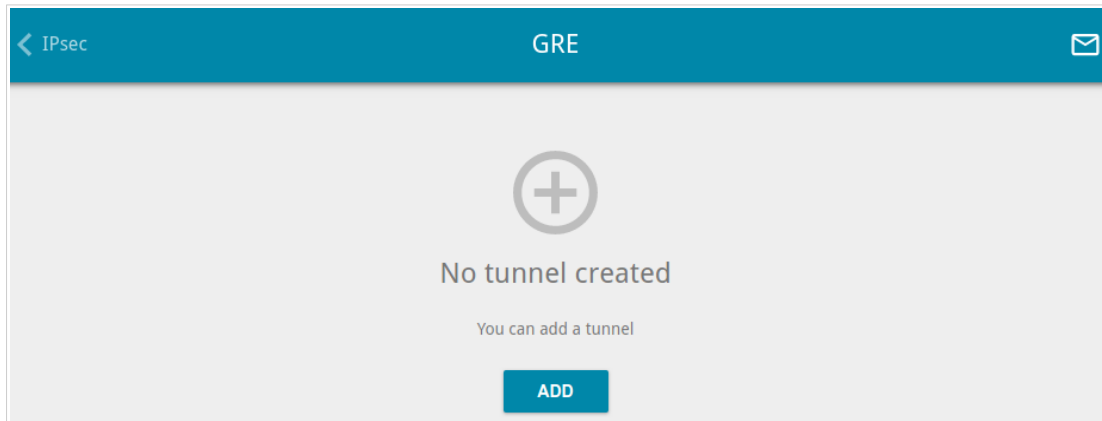 IPsec
GRE
No tunnel created
You can add a tunnel
ADD